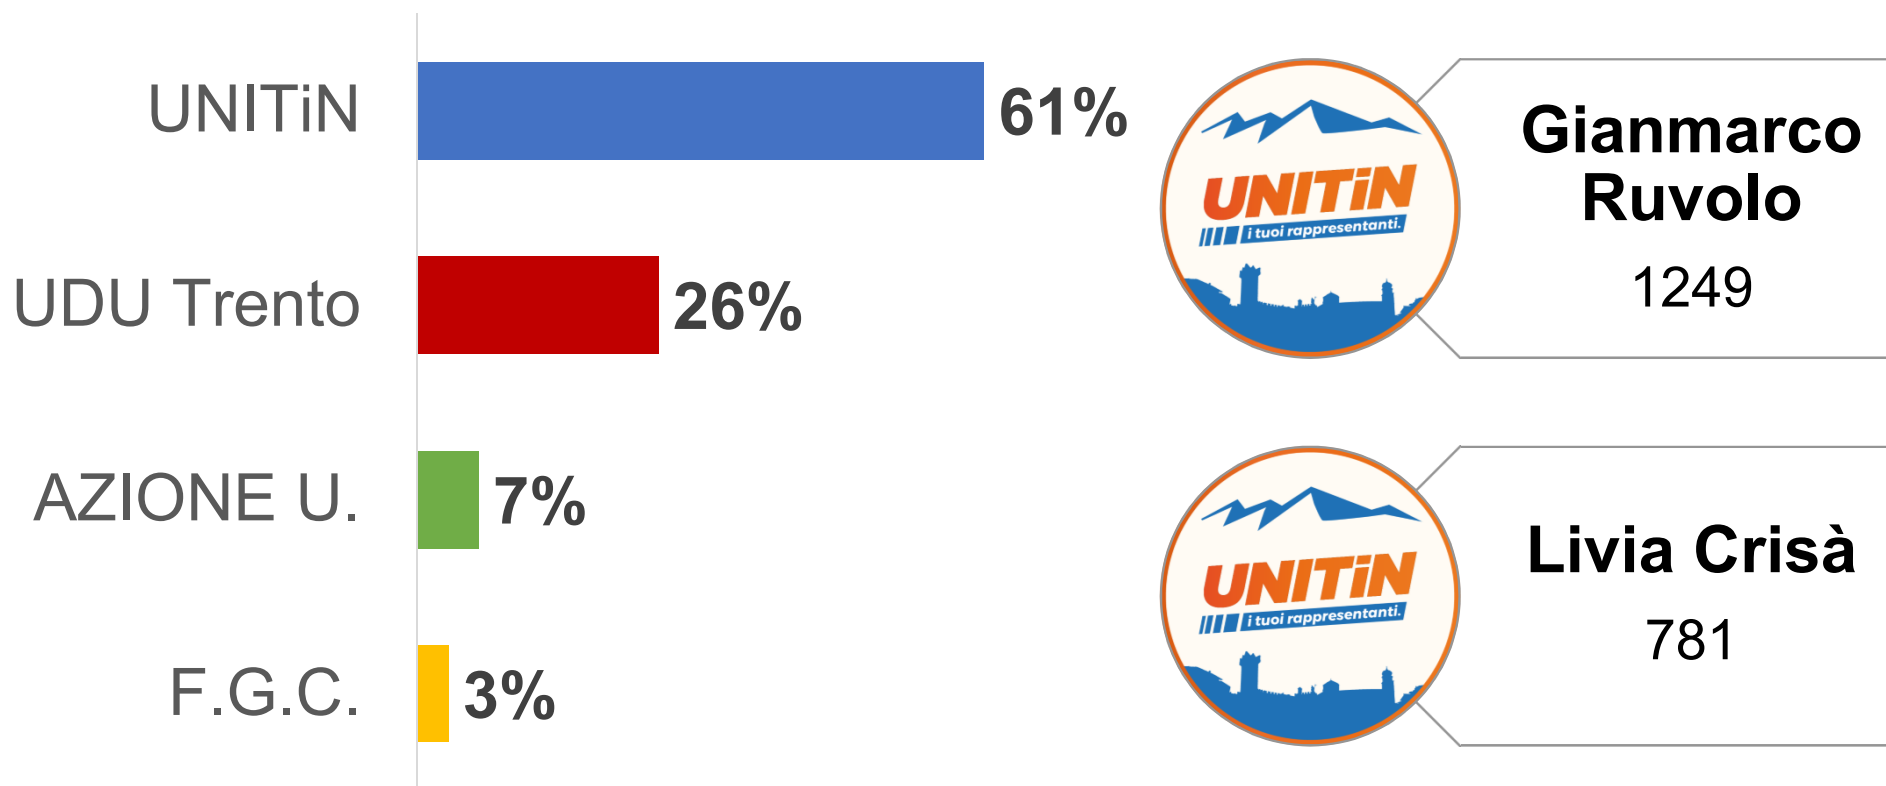 UNITiN
61%
UDU Trento
26%
AZIONE U.
7%
F.G.C.
3%
UNITiN
i tuoi rappresentanti.
Gianmarco
Ruvolo
1249
UNITiN
i tuoi rappresentanti.
Livia Crisà
781